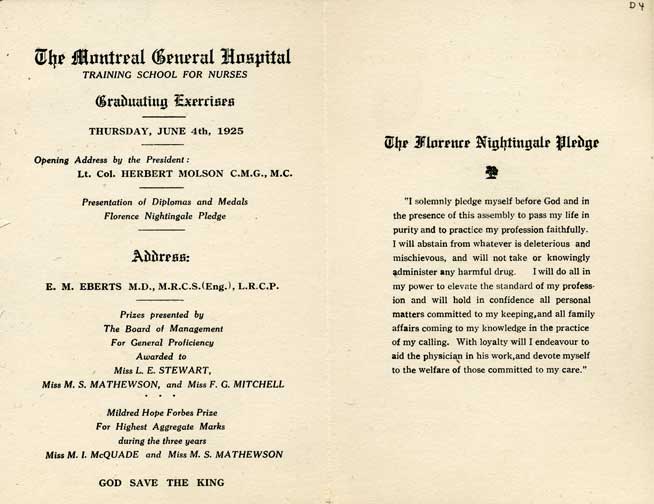 D 4
The Montreal General Hospital
TRAINING SCHOOL FOR NURSES
Graduating Exercises
THURSDAY, JUNE 4th, 1925
Opening Address by the President:
Lt. Col. HERBERT MOLSON C.M.G., M.C.
Presentation of Diplomas and Medals
Florence Nightingale Pledge
Address:
E. M. EBERTS M.D., M.R.C.S.(Eng.), L.R.C.P.
Prizes presented by
The Board of Management
For General Proficiency
Awarded to
Miss L. E. STEWART,
Miss M. S. MATHEWSON, and Miss F. G. MITCHELL
Mildred Hope Forbes Prize
For Highest Aggregate Marks
during the three years
Miss M. I. McQUADE and Miss M. S. MATHEWSON
GOD SAVE THE KING
The Florence Nightingale Pledge
"I solemnly pledge myself before God and in
the presence of this assembly to pass my life in
purity and to practice my profession faithfully.
I will abstain from whatever is deleterious and
mischievous, and will not take or knowingly
administer any harmful drug. I will do all in
my power to elevate the standard of my profess-
ion and will hold in confidence all personal
matters committed to my keeping,and all family
affairs coming to my knowledge in the practice
of my calling. With loyalty will I endeavour to
aid the physician in his work,and devote myself
to the welfare of those committed to my care."